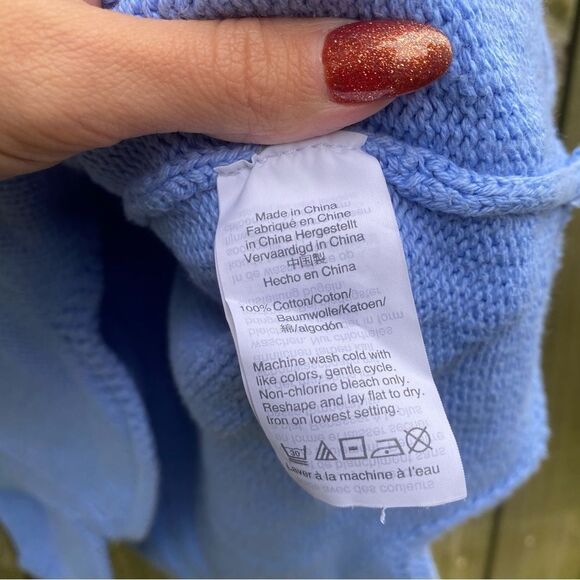 Made in China
Fabriqué en Chine
in China Hergestellt
Vervaardigd in China
中国製
Hecho en China
100% Cotton/Coton/
Baumwolle/Katoen/
綿/algodón
Machine wash cold with
like colors, gentle cycle.
Non-chlorine bleach only.
Reshape and lay flat to dry.
Iron on lowest setting.
30
Laver à la machine à l'eau